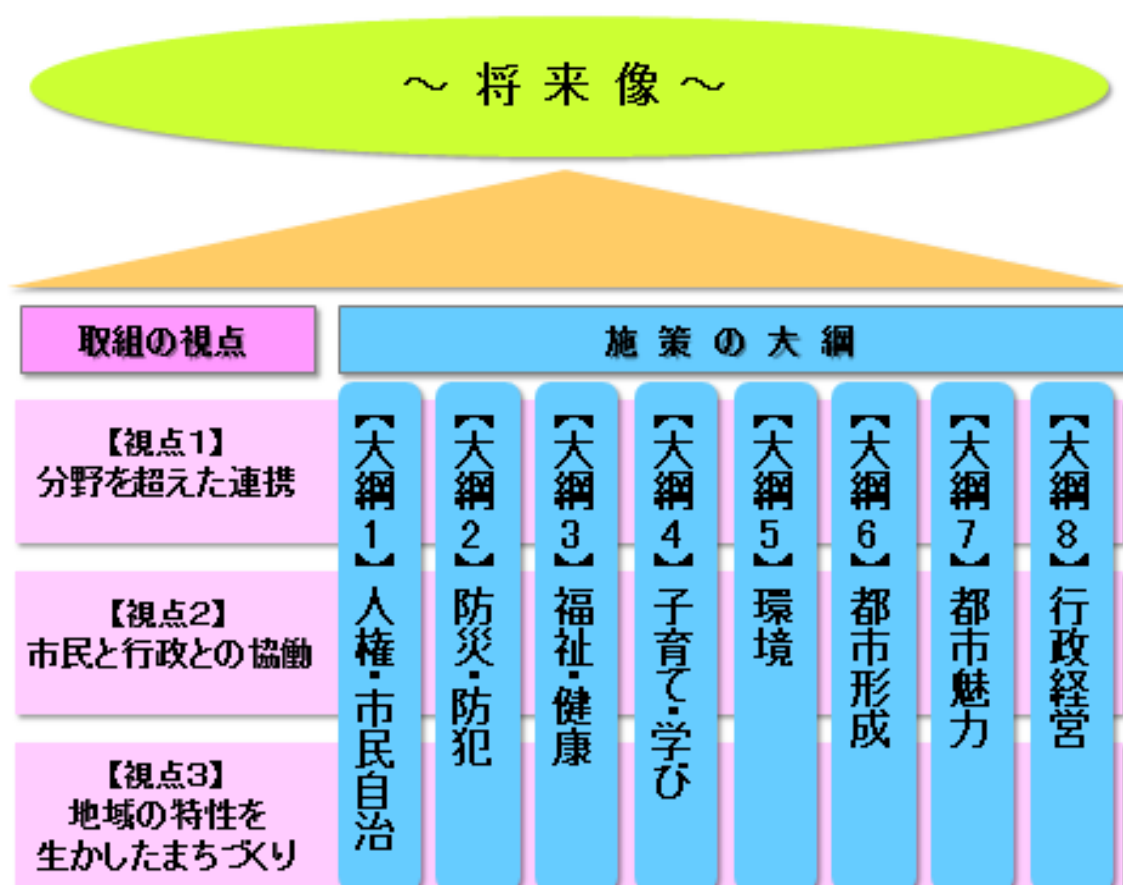 ～ 将 来 像 ～
取組の視点
施 策 の 大 綱
【視点1】
分野を超えた連携
【視点2】
市民と行政との協働
【視点3】
地域の特性を
生かしたまちづくり
【大綱1】人権・市民自治
【大綱2】防災・防犯
【大綱3】福祉・健康
【大綱4】子育て・学び
【大綱5】環境
【大綱6】都市形成
【大綱7】都市魅力
【大綱8】行政経営